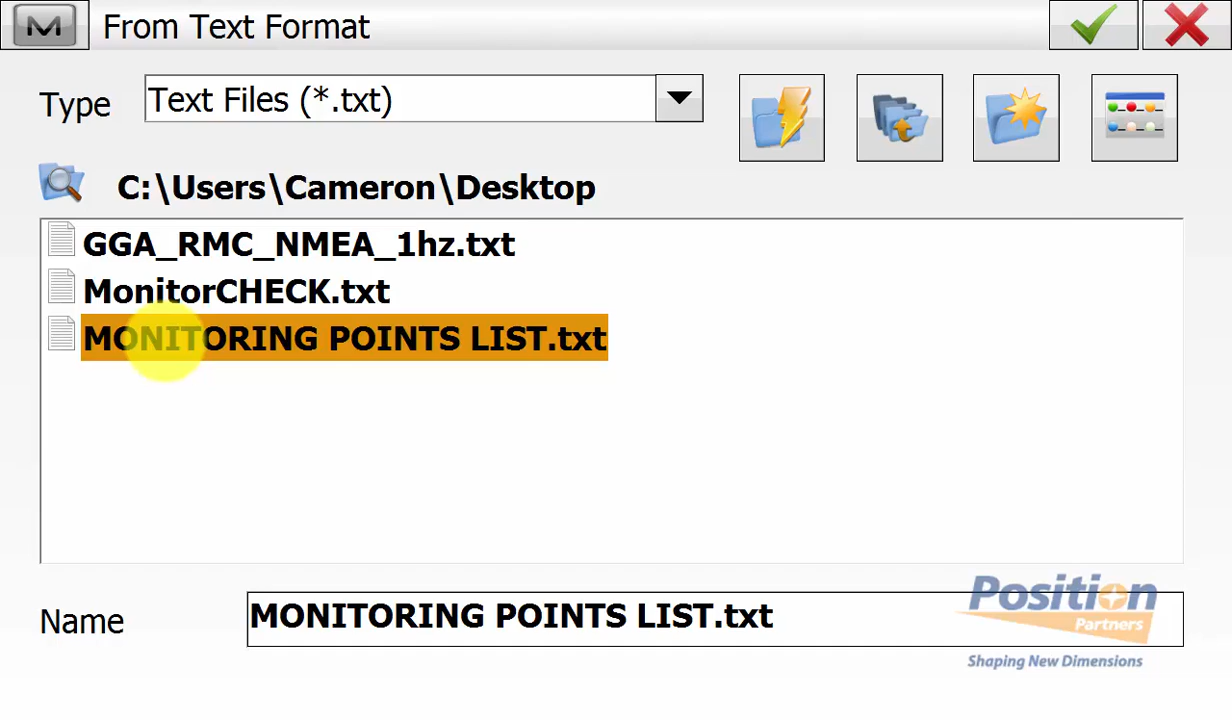 From Text Format
Type Text Files (*.txt)
C:\Users\Cameron\Desktop
GGA_RMC_NMEA_1hz.txt
MonitorCHECK.txt
MONITORING POINTS LIST.txt
Name MONITORING POINTS LIST.txt
Position
Partners
Shaping New Dimensions